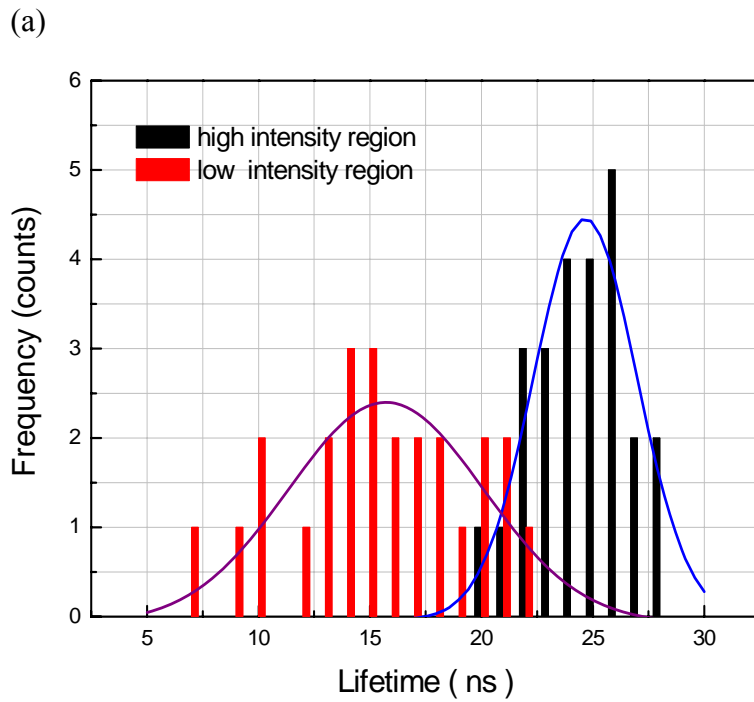 (a)
6
high intensity region
low intensity region
5
4
3
2
1
0
Frequency (counts)
5 10 15 20 25 30
Lifetime ( ns )